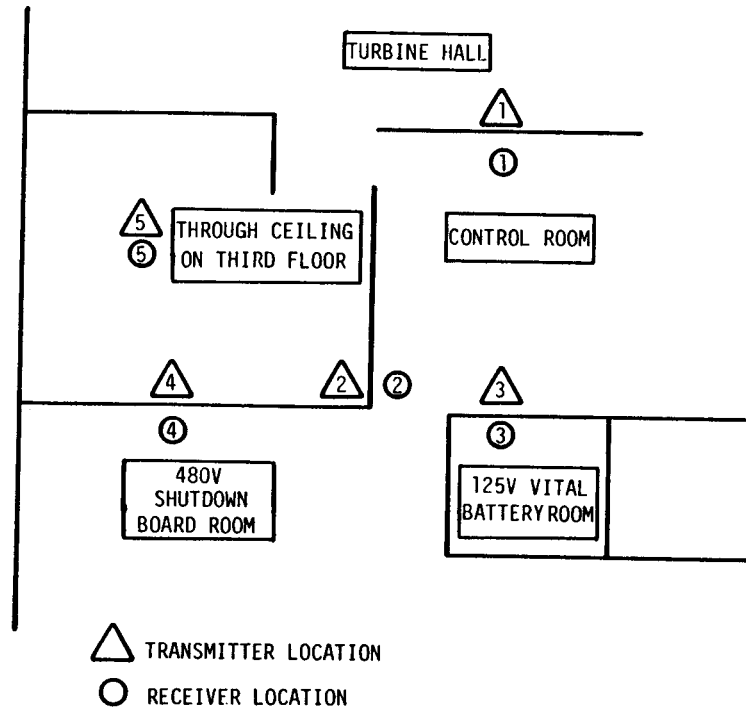 TURBINE HALL
1
1
5
5
THROUGH CEILING
ON THIRD FLOOR
CONTROL ROOM
4
2
2
3
4
3
480V
SHUTDOWN
BOARD ROOM
125V VITAL
BATTERY ROOM
TRANSMITTER LOCATION
RECEIVER LOCATION